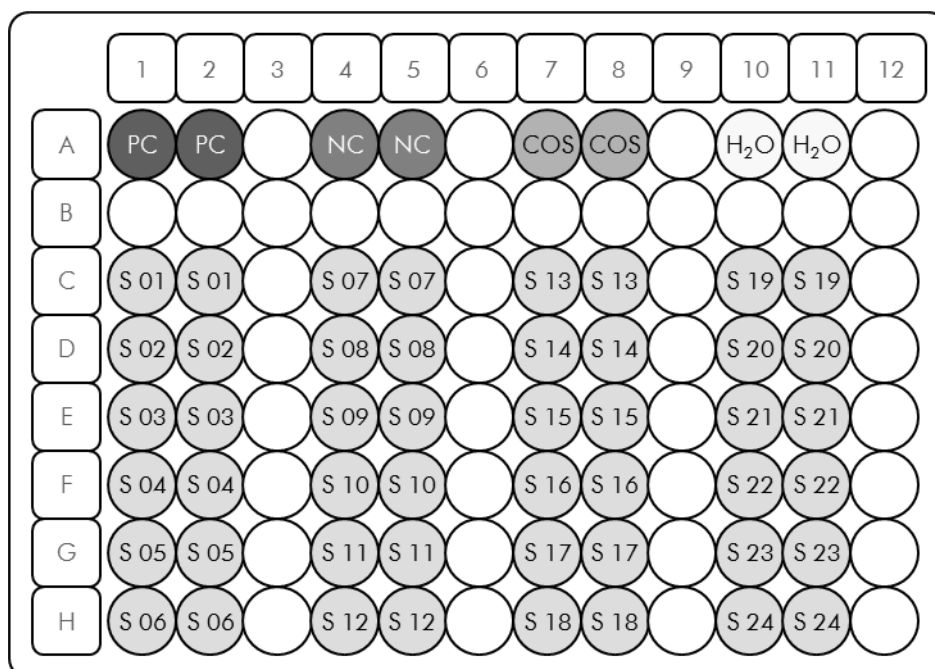 1 2 3 4 5 6 7 8 9 10 11 12
A PC PC NC NC COS COS H₂O H₂O
B
C S 01 S 01 S 07 S 07 S 13 S 13 S 19 S 19
D S 02 S 02 S 08 S 08 S 14 S 14 S 20 S 20
E S 03 S 03 S 09 S 09 S 15 S 15 S 21 S 21
F S 04 S 04 S 10 S 10 S 16 S 16 S 22 S 22
G S 05 S 05 S 11 S 11 S 17 S 17 S 23 S 23
H S 06 S 06 S 12 S 12 S 18 S 18 S 24 S 24